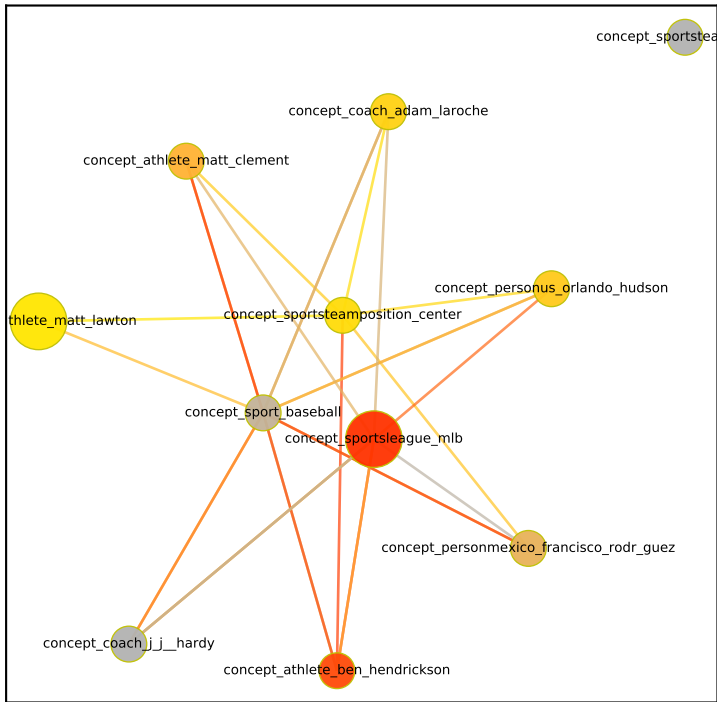 concept_sportstea
concept_coach_adam_laroche
concept_athlete_matt_clement
concept_personus_orlando_hudson
concept_sportsteamposition_center
thlete_matt_lawton
concept_sport_baseball
concept_sportsleague_mlb
concept_personmexico_francisco_rodr_guez
concept_coach_j_j__hardy
concept_athlete_ben_hendrickson